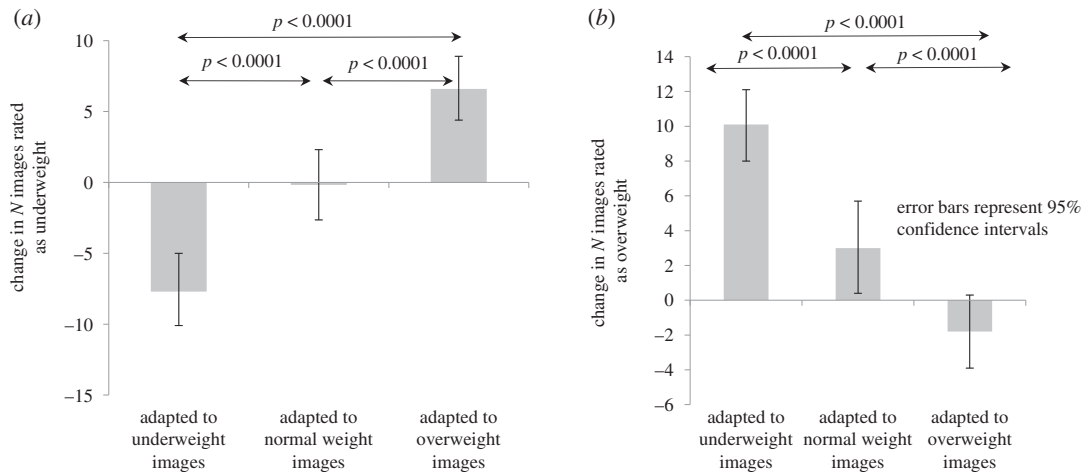 (a)
p < 0.0001
p < 0.0001
p < 0.0001
10
5
0
–5
–10
–15
change in N images rated
as underweight
adapted to
underweight
images
adapted to
normal weight
images
adapted to
overweight
images
(b)
p < 0.0001
p < 0.0001
p < 0.0001
14
12
10
8
6
4
2
0
–2
–4
–6
change in N images rated
as overweight
error bars represent 95%
confidence intervals
adapted to
underweight
images
adapted to
normal weight
images
adapted to
overweight
images